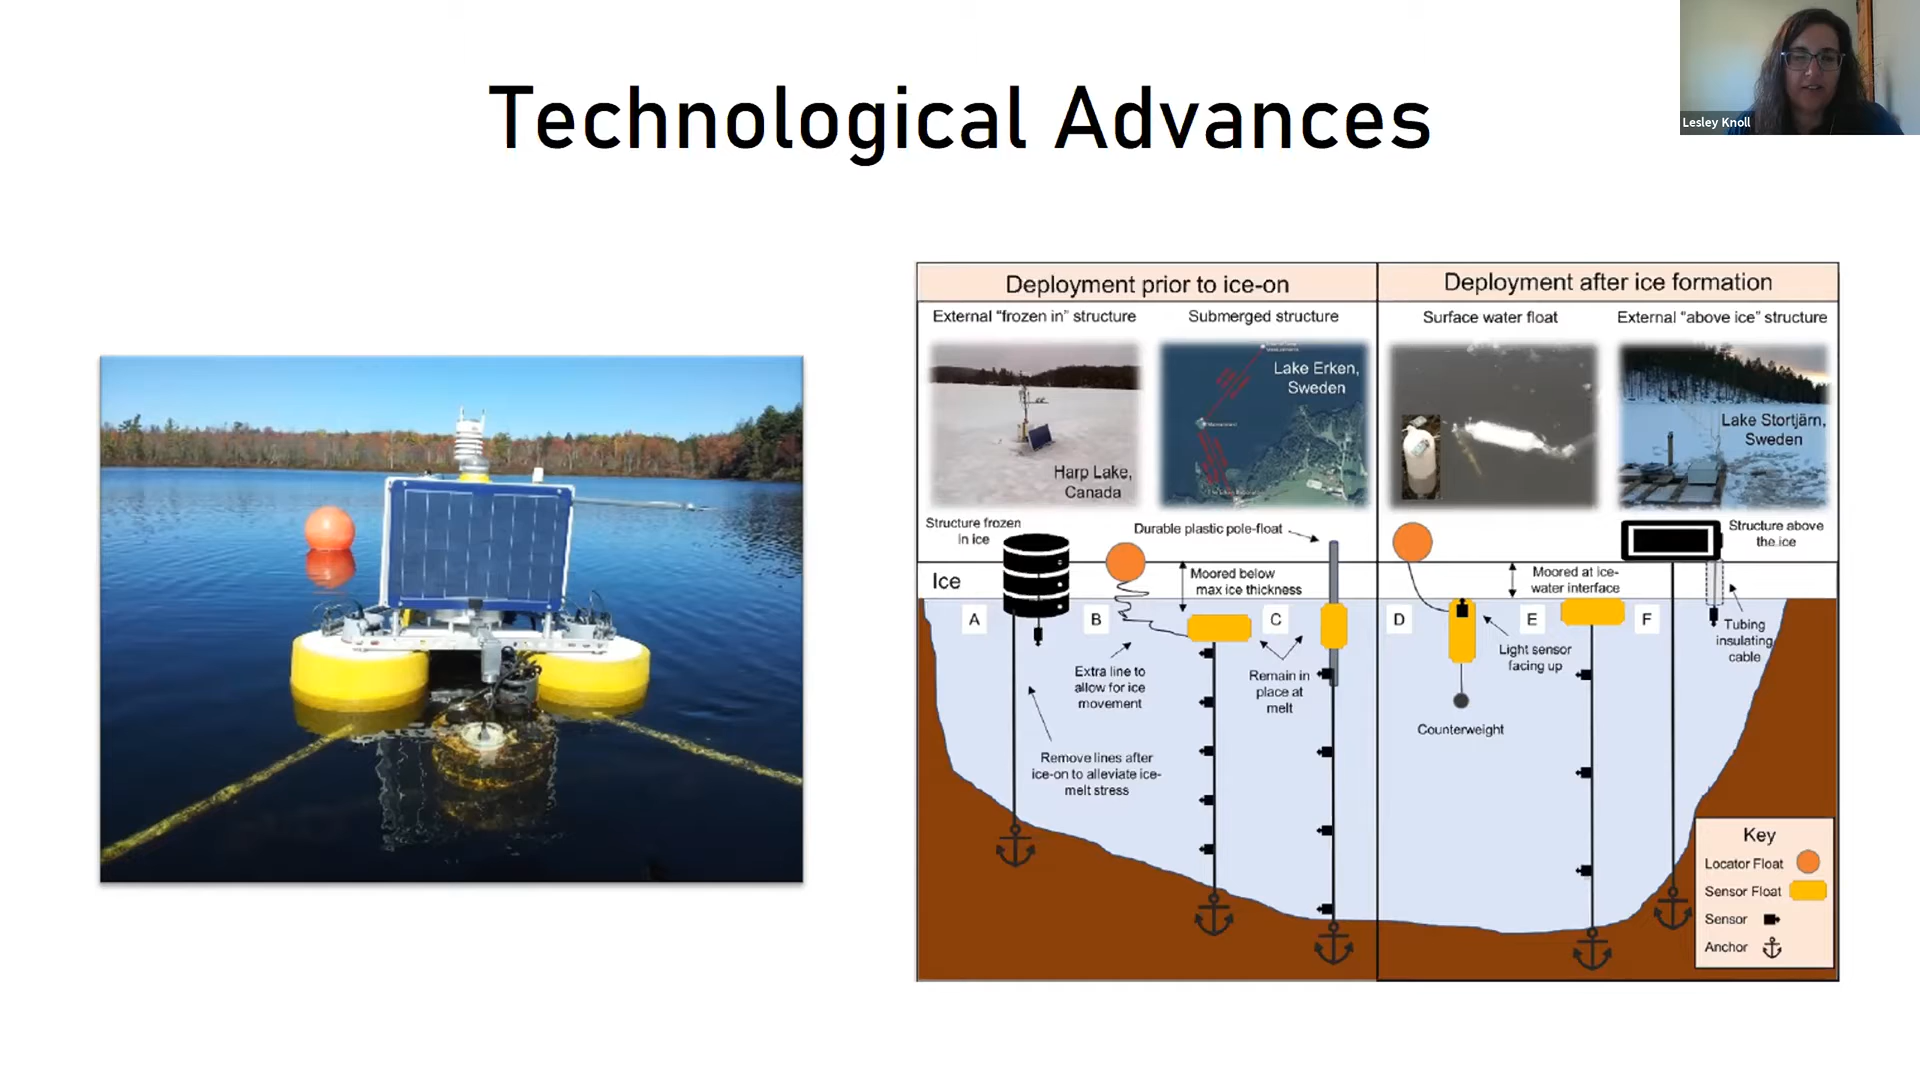 Technological Advances
Lesley Knoll
Deployment prior to ice-on
Deployment after ice formation
External “frozen in” structure
Submerged structure
Surface water float
External “above ice” structure
Harp Lake,
Canada
Lake Erken,
Sweden
Lake Stortjärn,
Sweden
Structure frozen
In ice
Durable plastic pole-float
Structure above
the ice
Ice
Moored below
max ice thickness
Moored at ice-
water interface
A
B
C
D
E
F
Extra line to
allow for ice
movement
Remain in
place at
melt
Light sensor
facing up
Tubing
insulating
cable
Counterweight
Remove lines after
ice-on to alleviate ice-
melt stress
Key
Locator Float
Sensor Float
Sensor
Anchor